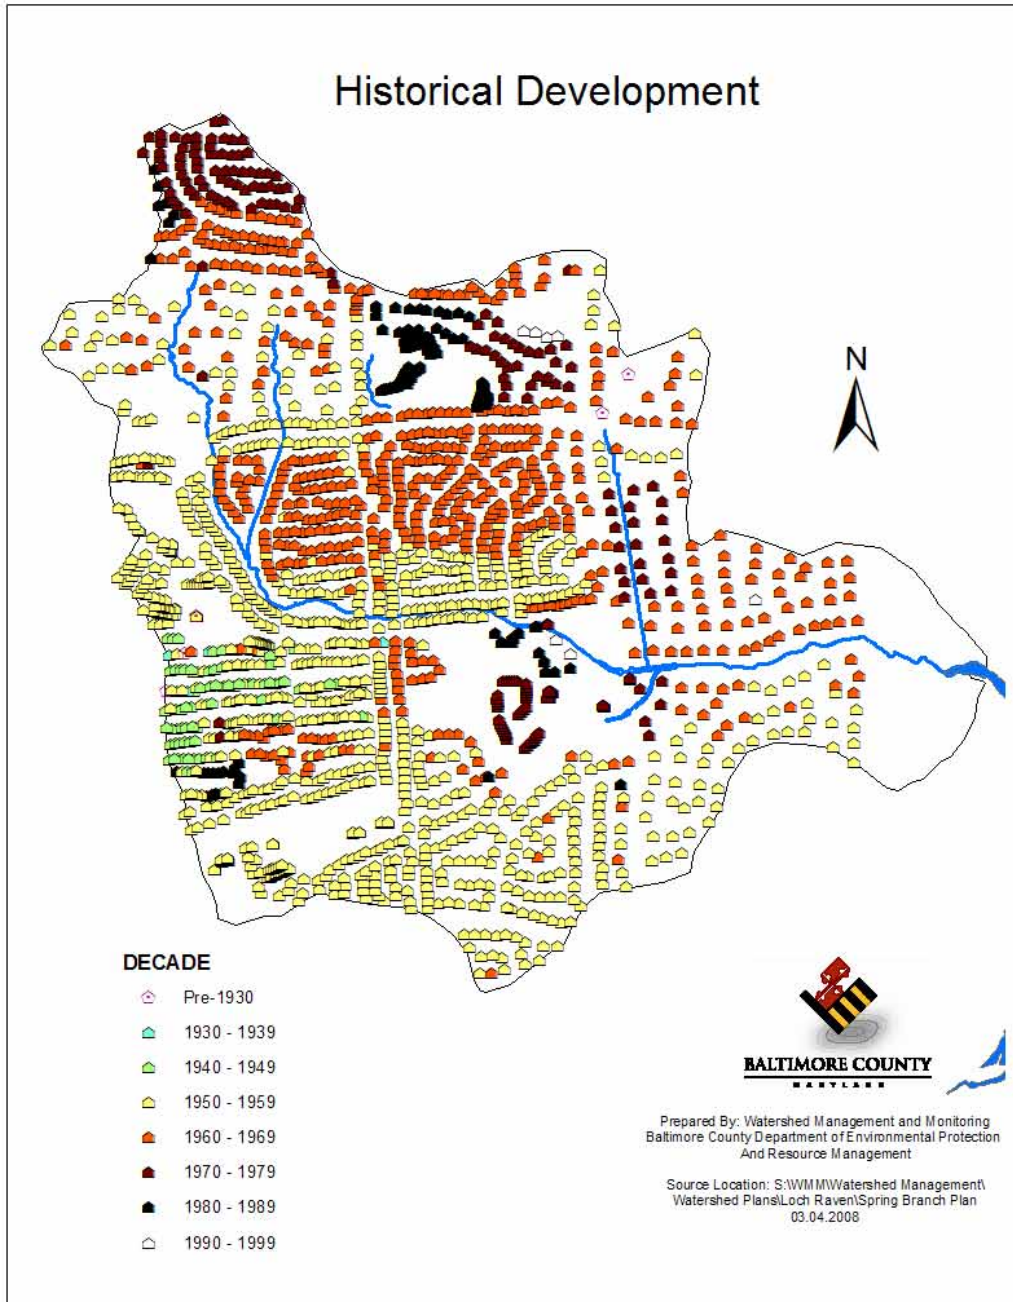 Historical Development
N
DECADE
Pre-1930
1930 - 1939
1940 - 1949
1950 - 1959
1960 - 1969
1970 - 1979
1980 - 1989
1990 - 1999
BALTIMORE COUNTY
MARYLAND
Prepared By: Watershed Management and Monitoring
Baltimore County Department of Environmental Protection
And Resource Management
Source Location: S:\WMM\Watershed Management\
Watershed Plans\Loch Raven\Spring Branch Plan
03.04.2008